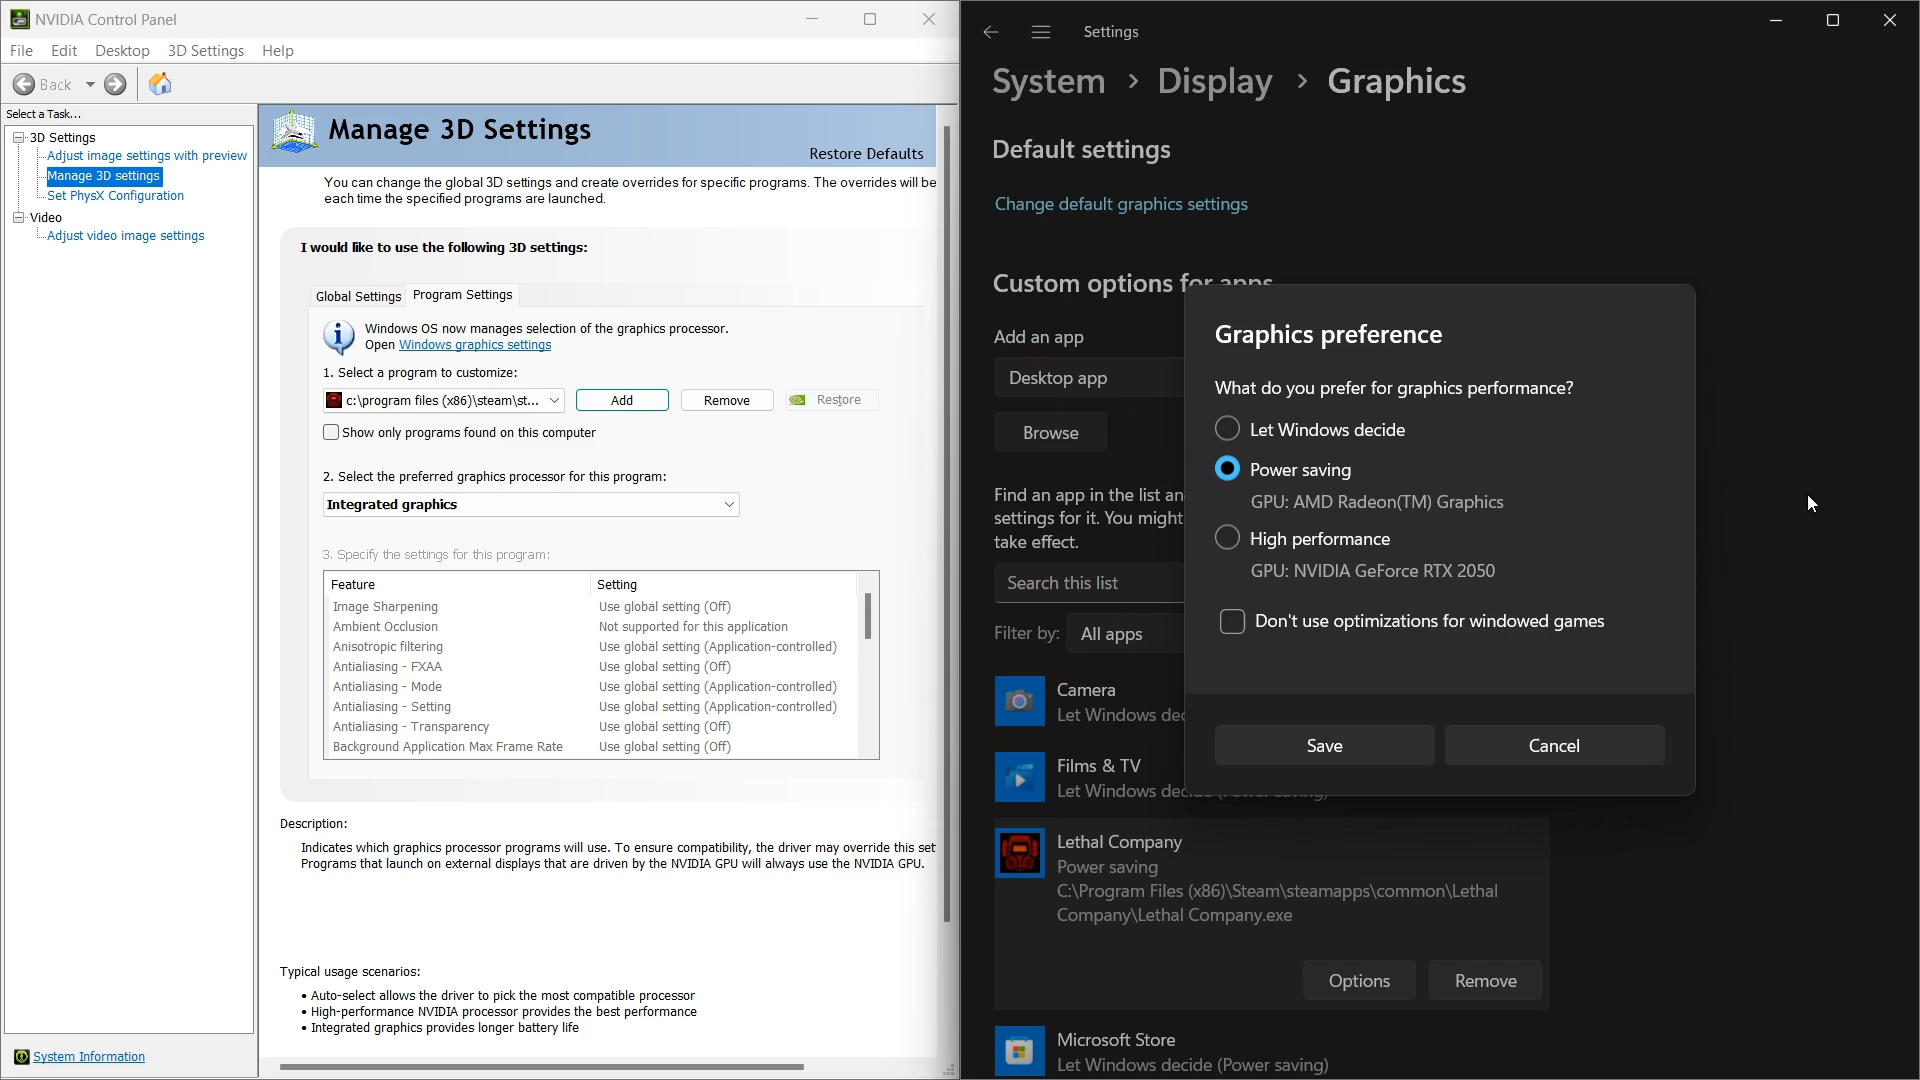 NVIDIA Control Panel
File Edit Desktop 3D Settings Help
Back
Select a Task...
3D Settings
Adjust image settings with preview
Manage 3D settings
Set PhysX Configuration
Video
Adjust video image settings
System Information
Manage 3D Settings
Restore Defaults
You can change the global 3D settings and create overrides for specific programs. The overrides will be
each time the specified programs are launched.
I would like to use the following 3D settings:
Global Settings Program Settings
Windows OS now manages selection of the graphics processor.
Open Windows graphics settings
1. Select a program to customize:
c:\program files (x86)\steam\st... Add Remove Restore
Show only programs found on this computer
2. Select the preferred graphics processor for this program:
Integrated graphics
3. Specify the settings for this program:
Feature Setting
Image Sharpening Use global setting (Off)
Ambient Occlusion Not supported for this application
Anisotropic filtering Use global setting (Application-controlled)
Antialiasing - FXAA Use global setting (Off)
Antialiasing - Mode Use global setting (Application-controlled)
Antialiasing - Setting Use global setting (Application-controlled)
Antialiasing - Transparency Use global setting (Off)
Background Application Max Frame Rate Use global setting (Off)
Description:
Indicates which graphics processor programs will use. To ensure compatibility, the driver may override this set
Programs that launch on external displays that are driven by the NVIDIA GPU will always use the NVIDIA GPU.
Typical usage scenarios:
• Auto-select allows the driver to pick the most compatible processor
• High-performance NVIDIA processor provides the best performance
• Integrated graphics provides longer battery life
Settings
System > Display > Graphics
Default settings
Change default graphics settings
Custom options for apps
Add an app
Desktop app
Browse
Find an app in the list an
settings for it. You might
take effect.
Search this list
Filter by: All apps
Camera
Let Windows dec
Films & TV
Let Windows decide (Power saving)
Lethal Company
Power saving
C:\Program Files (x86)\Steam\steamapps\common\Lethal
Company\Lethal Company.exe
Options Remove
Microsoft Store
Let Windows decide (Power saving)
Graphics preference
What do you prefer for graphics performance?
Let Windows decide
Power saving
GPU: AMD Radeon(TM) Graphics
High performance
GPU: NVIDIA GeForce RTX 2050
Don't use optimizations for windowed games
Save Cancel